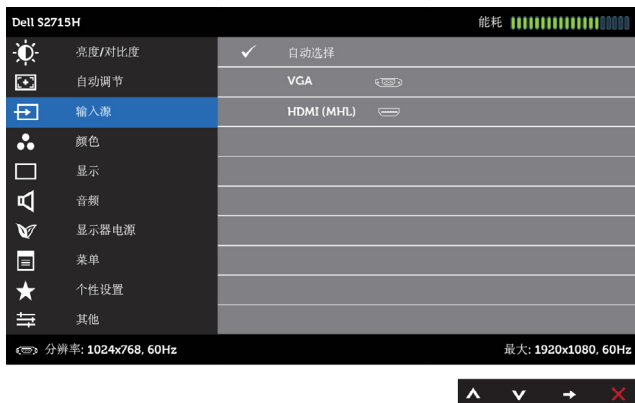 Dell S2715H 能耗
亮度/对比度 自动选择
自动调节 VGA
输入源 HDMI (MHL)
颜色
显示
音频
显示器电源
菜单
个性设置
其他
分辨率: 1024x768, 60Hz 最大: 1920x1080, 60Hz